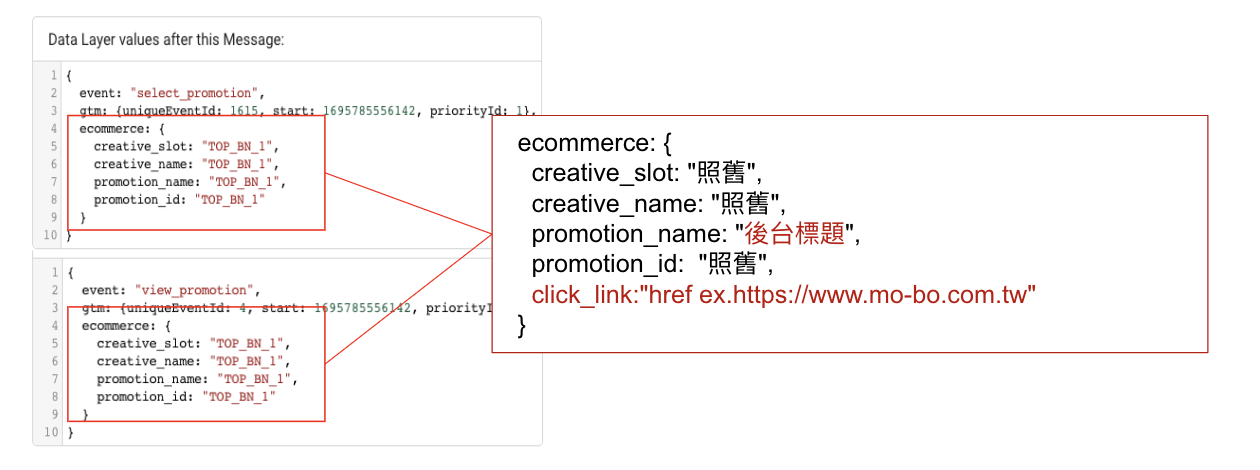 Data Layer values after this Message:
1 {
2 event: "select_promotion",
3 gtm: {uniqueEventId: 1615, start: 1695785556142, priorityId: 1},
4 ecommerce: {
5 creative_slot: "TOP_BN_1",
6 creative_name: "TOP_BN_1",
7 promotion_name: "TOP_BN_1",
8 promotion_id: "TOP_BN_1"
9 }
10 }
1 {
2 event: "view_promotion",
3 gtm: {uniqueEventId: 4, start: 1695785556142, priorityI
4 ecommerce: {
5 creative_slot: "TOP_BN_1",
6 creative_name: "TOP_BN_1",
7 promotion_name: "TOP_BN_1",
8 promotion_id: "TOP_BN_1"
9 }
10 }
ecommerce: {
creative_slot: "照舊",
creative_name: "照舊",
promotion_name: "後台標題",
promotion_id: "照舊",
click_link:"href ex.https://www.mo-bo.com.tw"
}